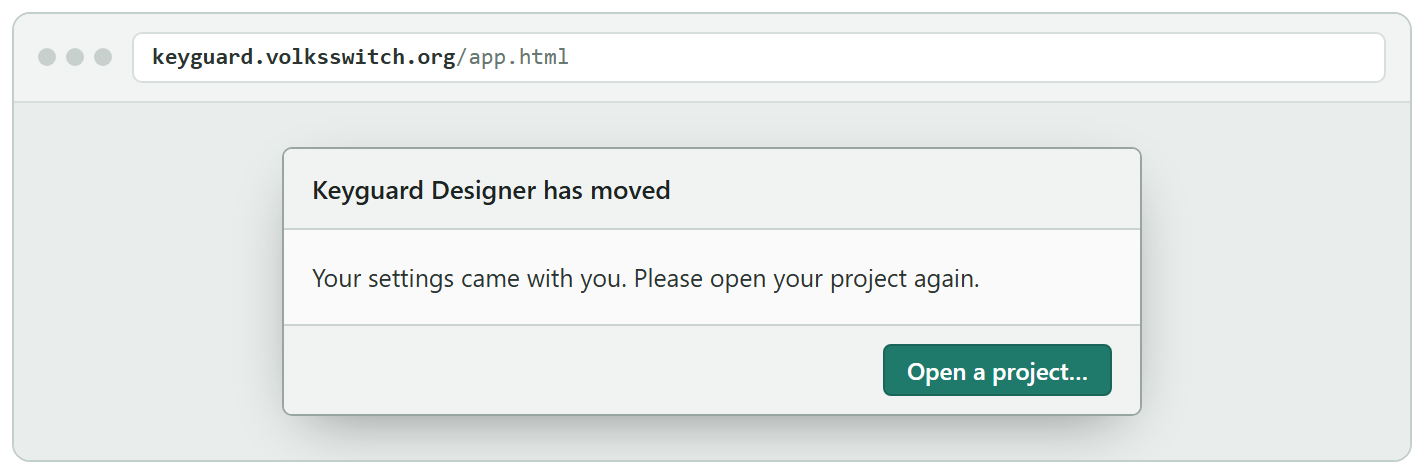 keyguard.volksswitch.org/app.html
Keyguard Designer has moved
Your settings came with you. Please open your project again.
Open a project...